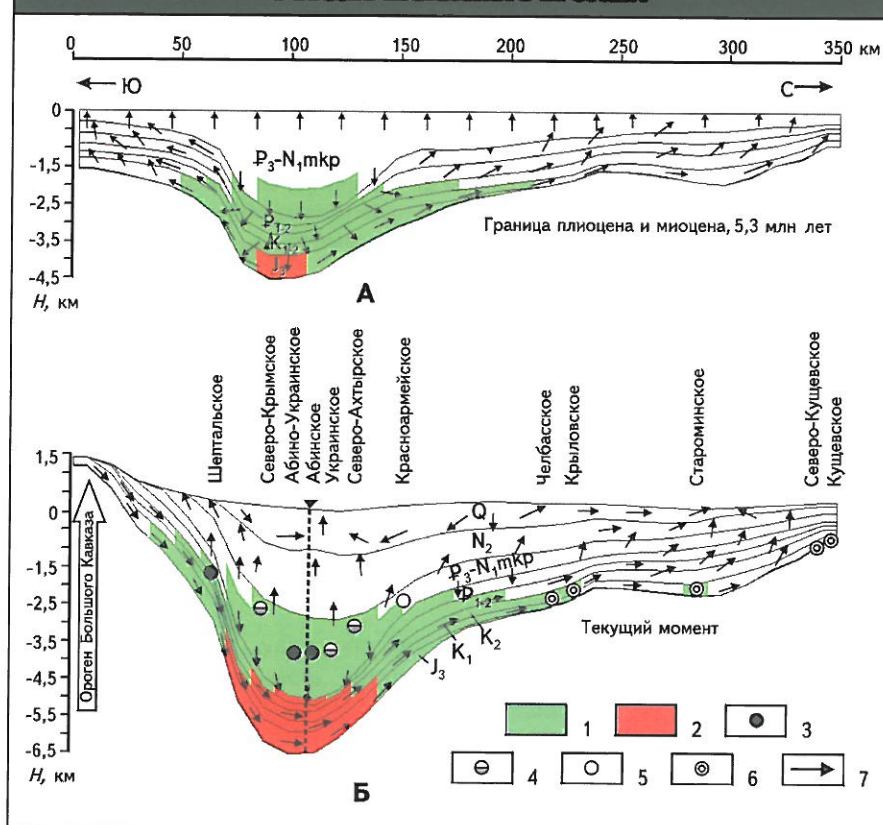 0 50 100 150 200 250 300 350 км
Ю С
0
-1,5
-2,5
-3,5
-4,5
H, км
P₃-N₁mkp
P₁₋₂
K₁₋₂
J₃
Граница плиоцена и миоцена, 5,3 млн лет
А
Шептальское
Северо-Крымское
Абино-Украинское
Абинское
Украинское
Северо-Ахтырское
Красноармейское
Челбасское
Крыловское
Староминское
Северо-Кущевское
Кущевское
1,5
0
-1,5
-2,5
-3,5
-4,5
-5,5
-6,5
H, км
Ороген Большого Кавказа
Q
N₂
P₃-N₁mkp
P₁₋₂
K₂
K₁
J₃
Текущий момент
1 2 3
4 5 6 7
Б